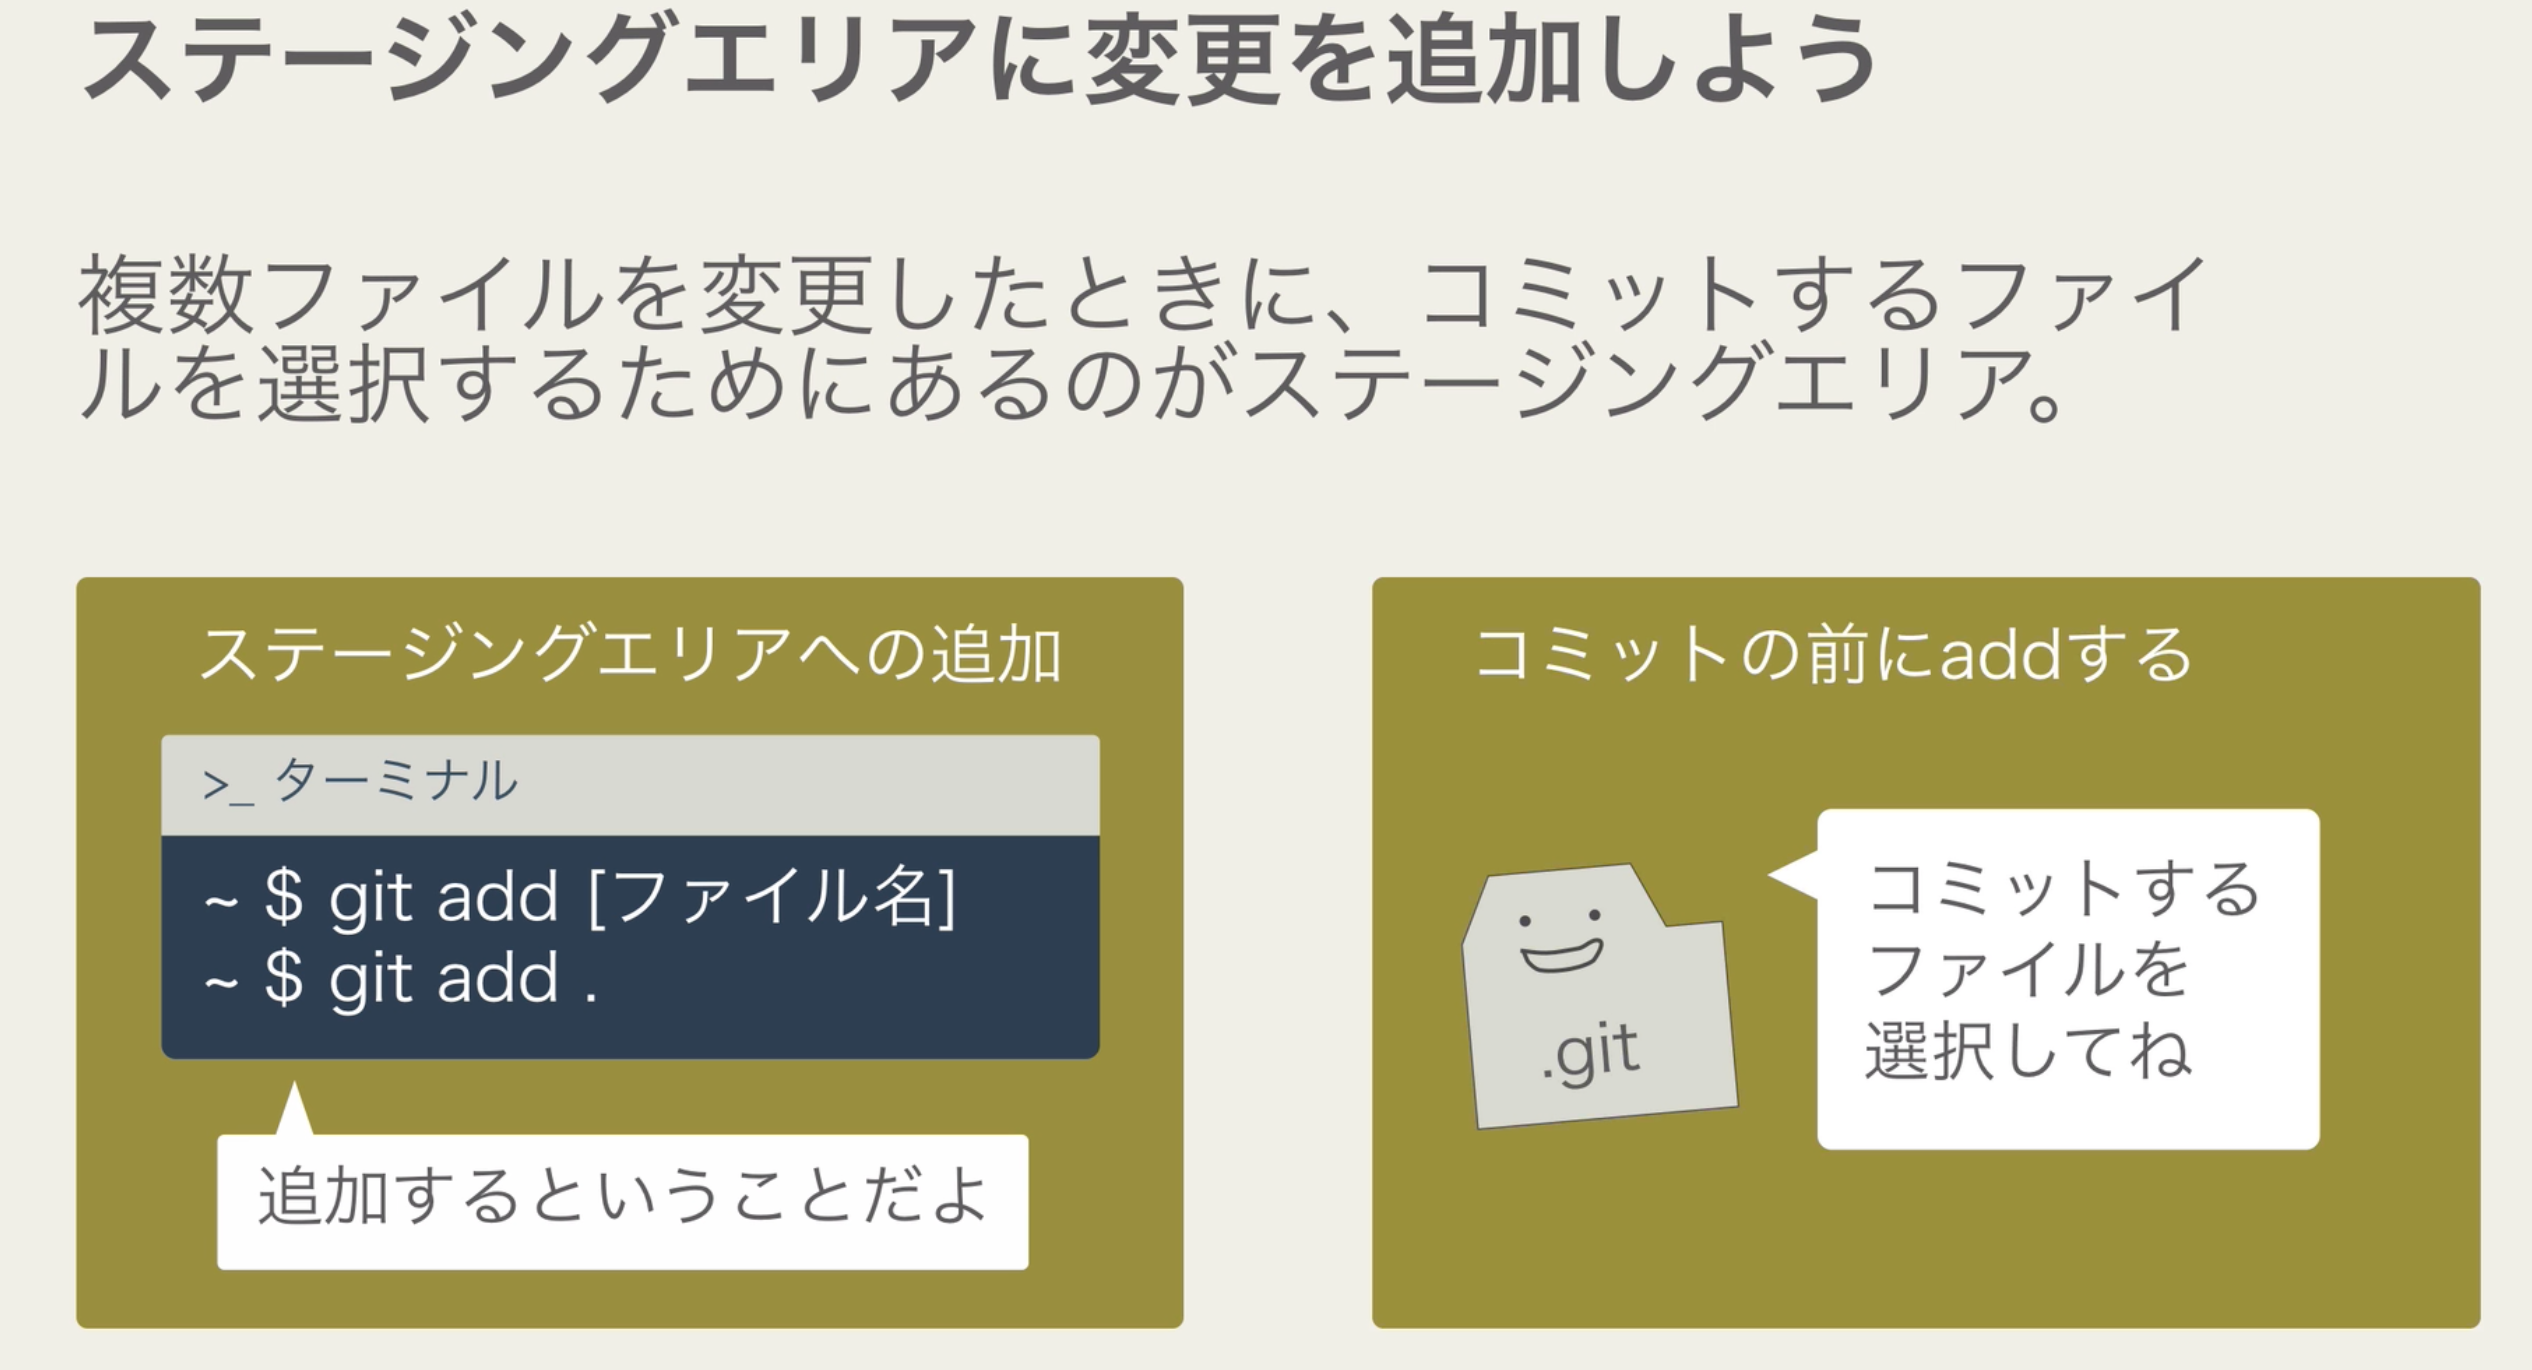 ステージングエリアに変更を追加しよう
複数ファイルを変更したときに、コミットするファイ
ルを選択するためにあるのがステージングエリア。
ステージングエリアへの追加
>_ ターミナル
~ $ git add [ファイル名]
~ $ git add .
追加するということだよ
コミットの前にaddする
.git
コミットする
ファイルを
選択してね